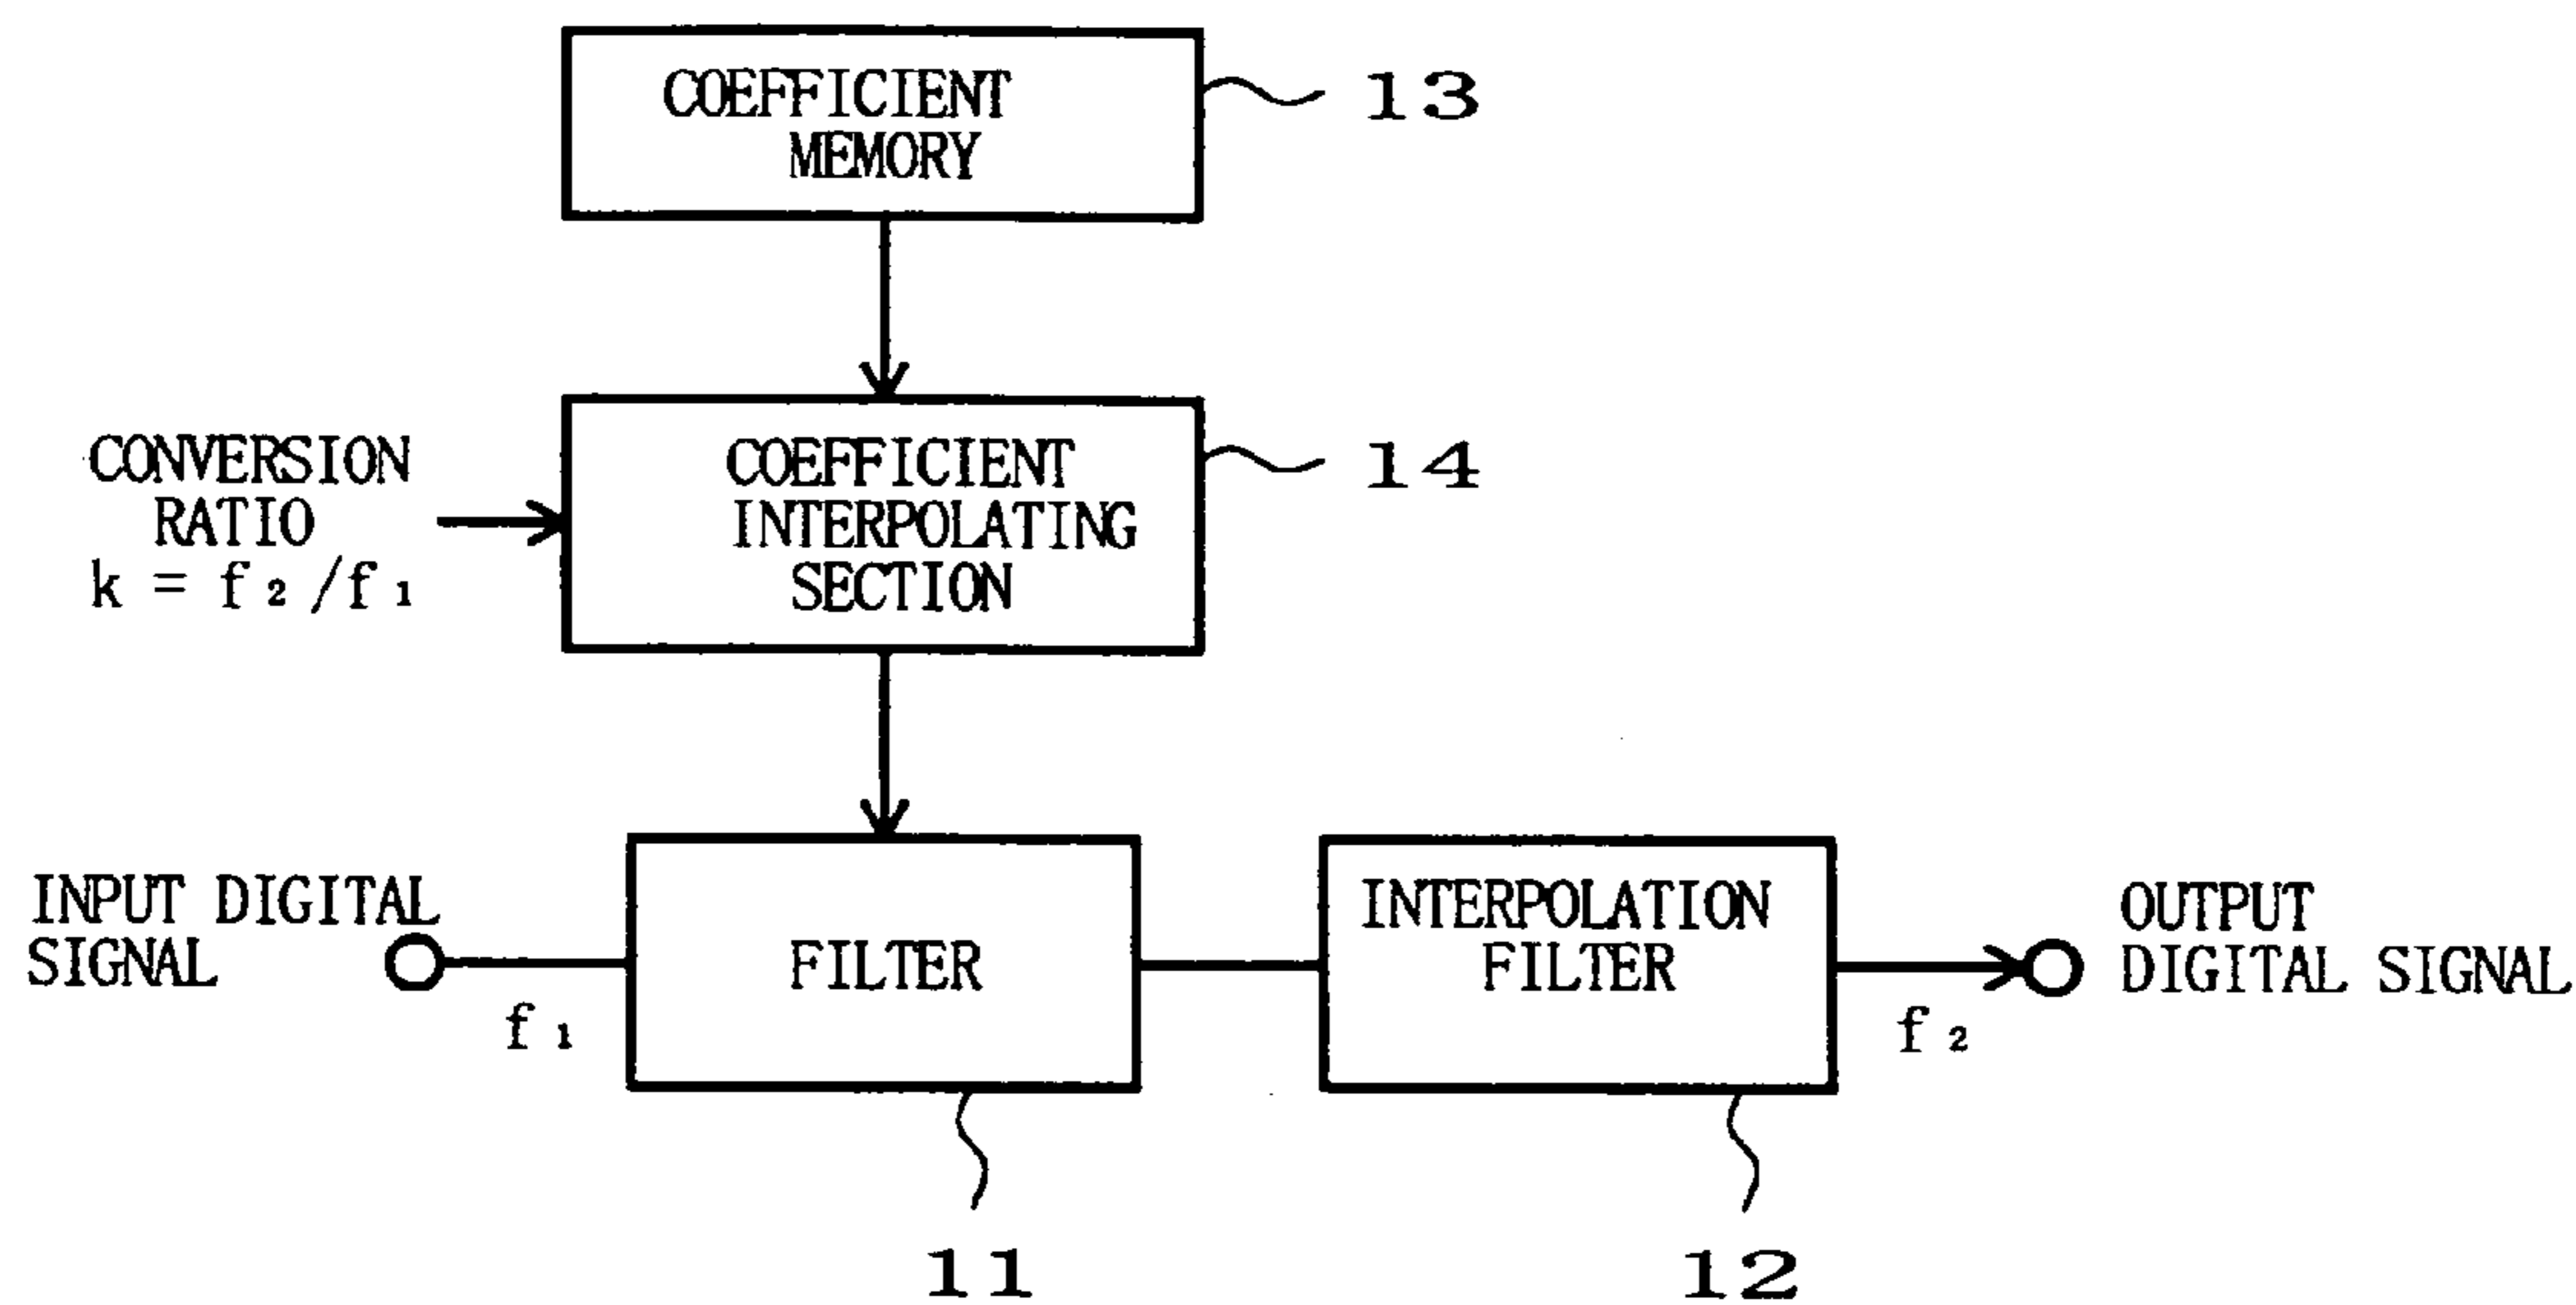 COEFFICIENT
MEMORY
13
CONVERSION
RATIO
k = f₂/f₁
COEFFICIENT
INTERPOLATING
SECTION
14
INPUT DIGITAL
SIGNAL
f₁
FILTER
11
INTERPOLATION
FILTER
12
f₂
OUTPUT
DIGITAL SIGNAL